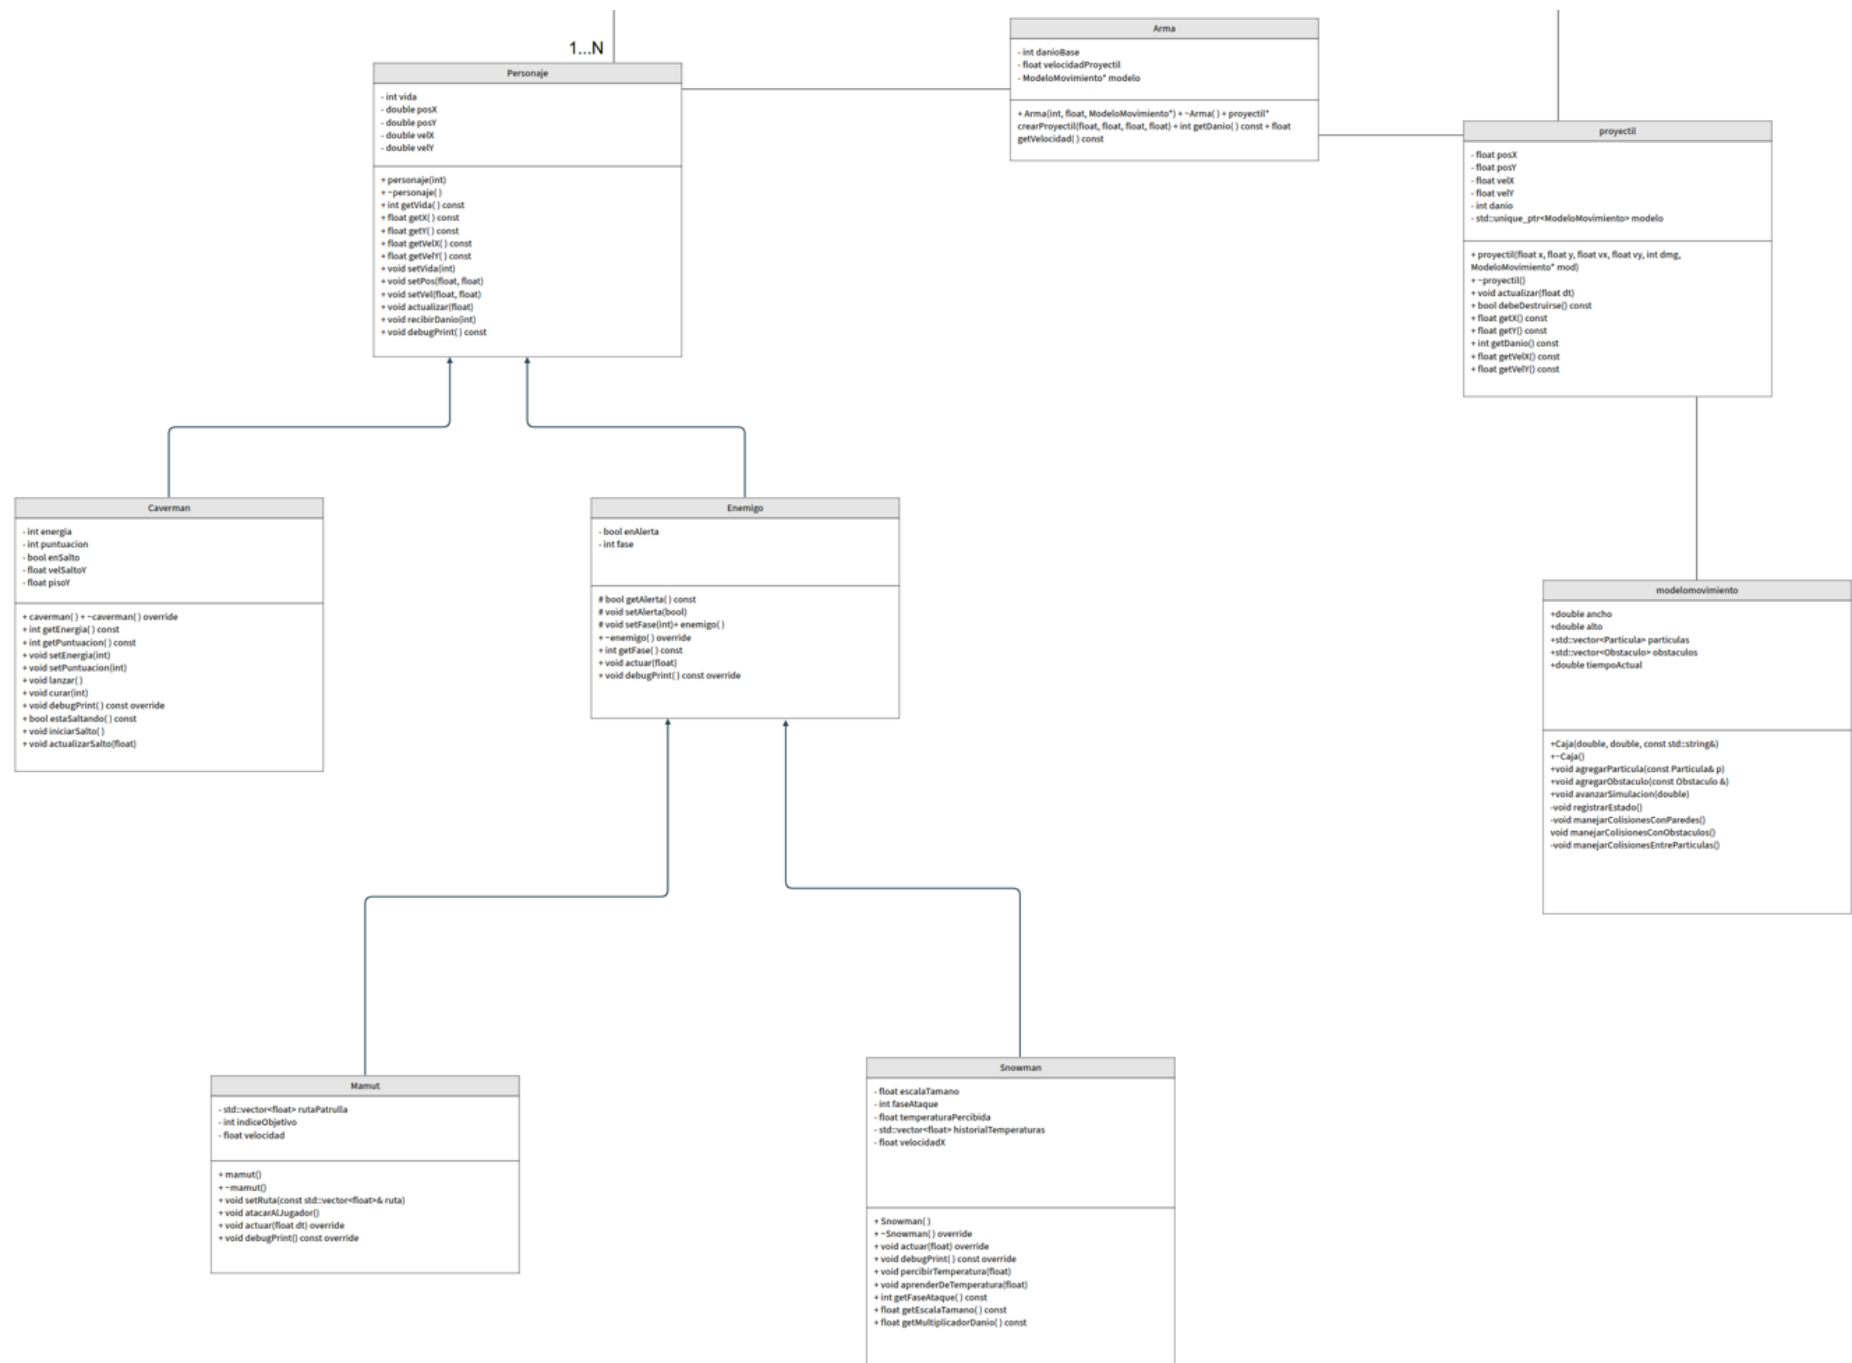 1...N
Personaje
- int vida
- double posX
- double posY
- double velX
- double velY
+ personaje(int)
+ ~personaje( )
+ int getVida( ) const
+ float getX( ) const
+ float getY( ) const
+ float getVelX( ) const
+ float getVelY( ) const
+ void setVida(int)
+ void setPos(float, float)
+ void setVel(float, float)
+ void actualizar(float)
+ void recibirDanio(int)
+ void debugPrint( ) const
Arma
- int danioBase
- float velocidadProyectil
- ModeloMovimiento* modelo
+ Arma(int, float, ModeloMovimiento*) + ~Arma( ) + proyectil*
crearProyectil(float, float, float, float) + int getDanio( ) const + float
getVelocidad( ) const
proyectil
- float posX
- float posY
- float velX
- float velY
- int danio
- std::unique_ptr<ModeloMovimiento> modelo
+ proyectil(float x, float y, float vx, float vy, int dmg,
ModeloMovimiento* mod)
+ ~proyectil()
+ void actualizar(float dt)
+ bool debeDestruirse() const
+ float getX() const
+ float getY() const
+ int getDanio() const
+ float getVelX() const
+ float getVelY() const
Caverman
- int energia
- int puntuacion
- bool enSalto
- float velSaltoY
- float pisoY
+ caverman( ) + ~caverman( ) override
+ int getEnergia( ) const
+ int getPuntuacion( ) const
+ void setEnergia(int)
+ void setPuntuacion(int)
+ void lanzar( )
+ void curar(int)
+ void debugPrint( ) const override
+ bool estaSaltando( ) const
+ void iniciarSalto( )
+ void actualizarSalto(float)
Enemigo
- bool enAlerta
- int fase
# bool getAlerta( ) const
# void setAlerta(bool)
# void setFase(int)+ enemigo( )
+ ~enemigo( ) override
+ int getFase( ) const
+ void actuar(float)
+ void debugPrint( ) const override
modelomovimiento
+double ancho
+double alto
+std::vector<Particula> particulas
+std::vector<Obstaculo> obstaculos
+double tiempoActual
+Caja(double, double, const std::string&)
+~Caja()
+void agregarParticula(const Particula& p)
+void agregarObstaculo(const Obstaculo &)
+void avanzarSimulacion(double)
-void registrarEstado()
-void manejarColisionesConParedes()
void manejarColisionesConObstaculos()
-void manejarColisionesEntreParticulas()
Mamut
- std::vector<float> rutaPatrulla
- int indiceObjetivo
- float velocidad
+ mamut()
+ ~mamut()
+ void setRuta(const std::vector<float>& ruta)
+ void atacarAlJugador()
+ void actuar(float dt) override
+ void debugPrint() const override
Snowman
- float escalaTamano
- int faseAtaque
- float temperaturaPercibida
- std::vector<float> historialTemperaturas
- float velocidadX
+ Snowman( )
+ ~Snowman( ) override
+ void actuar(float) override
+ void debugPrint( ) const override
+ void percibirTemperatura(float)
+ void aprenderDeTemperatura(float)
+ int getFaseAtaque( ) const
+ float getEscalaTamano( ) const
+ float getMultiplicadorDanio( ) const